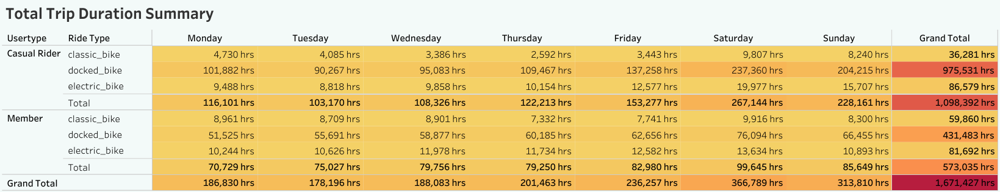 Total Trip Duration Summary
Usertype Ride Type Monday Tuesday Wednesday Thursday Friday Saturday Sunday Grand Total
Casual Rider classic_bike 4,730 hrs 4,085 hrs 3,386 hrs 2,592 hrs 3,443 hrs 9,807 hrs 8,240 hrs 36,281 hrs
docked_bike 101,882 hrs 90,267 hrs 95,083 hrs 109,467 hrs 137,258 hrs 237,360 hrs 204,215 hrs 975,531 hrs
electric_bike 9,488 hrs 8,818 hrs 9,858 hrs 10,154 hrs 12,577 hrs 19,977 hrs 15,707 hrs 86,579 hrs
Total 116,101 hrs 103,170 hrs 108,326 hrs 122,213 hrs 153,277 hrs 267,144 hrs 228,161 hrs 1,098,392 hrs
Member classic_bike 8,961 hrs 8,709 hrs 8,901 hrs 7,332 hrs 7,741 hrs 9,916 hrs 8,300 hrs 59,860 hrs
docked_bike 51,525 hrs 55,691 hrs 58,877 hrs 60,185 hrs 62,656 hrs 76,094 hrs 66,455 hrs 431,483 hrs
electric_bike 10,244 hrs 10,626 hrs 11,978 hrs 11,734 hrs 12,582 hrs 13,634 hrs 10,893 hrs 81,692 hrs
Total 70,729 hrs 75,027 hrs 79,756 hrs 79,250 hrs 82,980 hrs 99,645 hrs 85,649 hrs 573,035 hrs
Grand Total 186,830 hrs 178,196 hrs 188,083 hrs 201,463 hrs 236,257 hrs 366,789 hrs 313,810 hrs 1,671,427 hrs